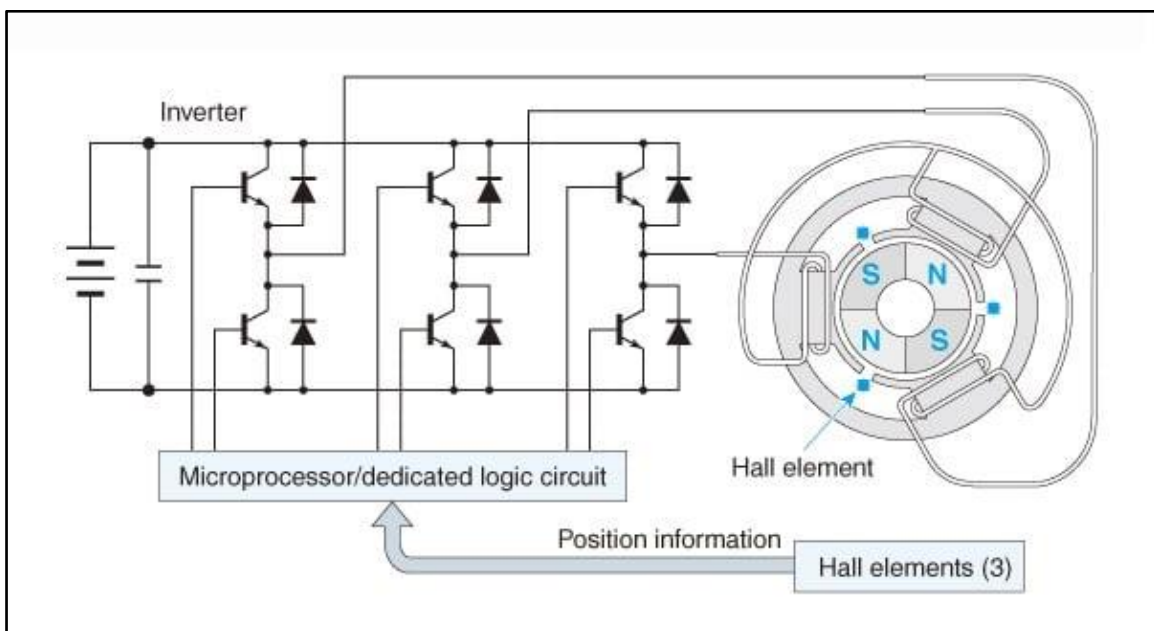 Inverter
S
N
N
S
Hall element
Microprocessor/dedicated logic circuit
Position information
Hall elements (3)